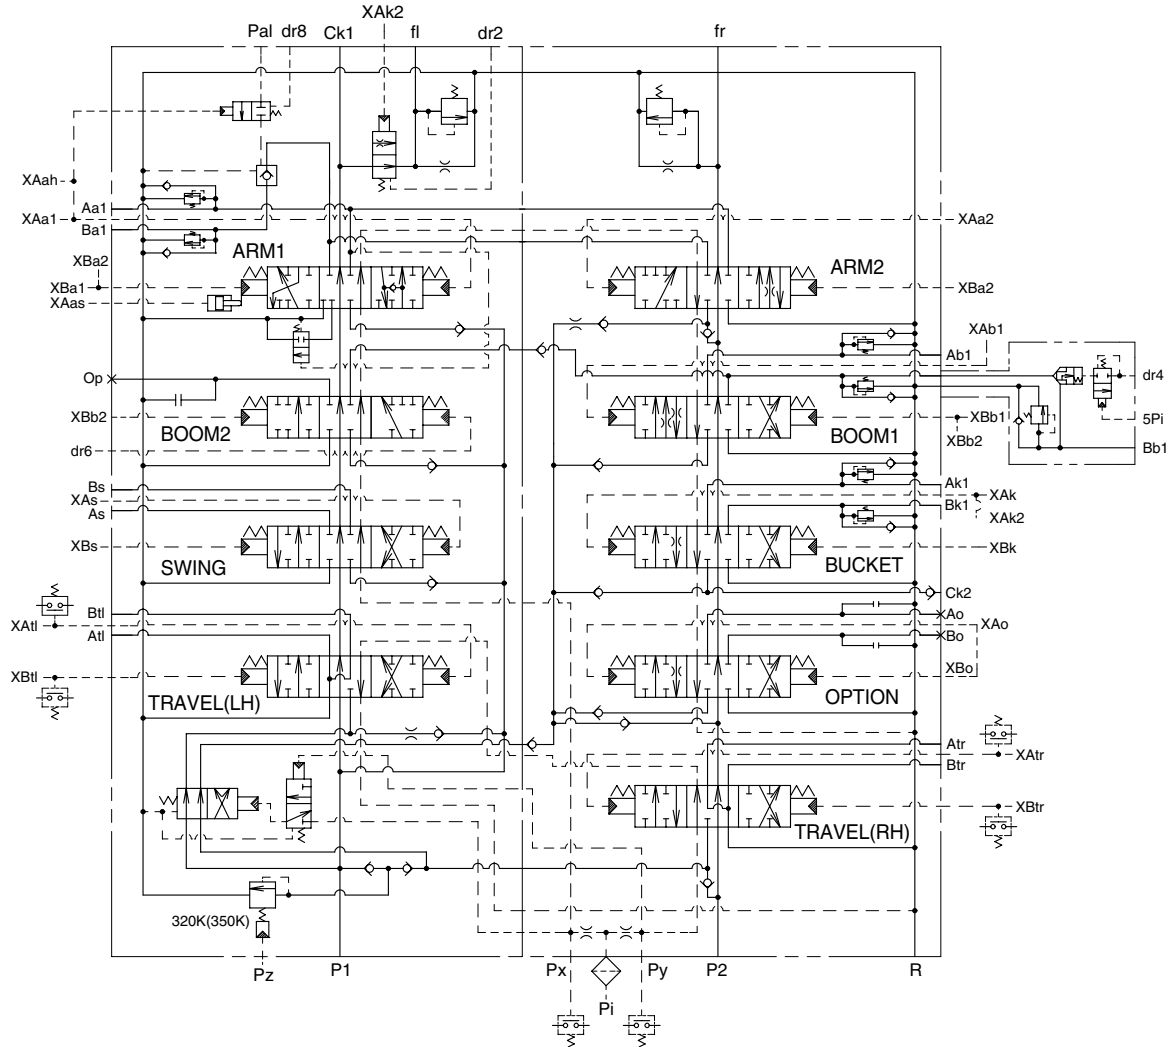 XAk2
Pal dr8 Ck1 fl dr2 fr
XAah
Aa1
XAa1 XAa2
Ba1
ARM1
XBa2 ARM2
XBa1 XBa2
XAas
XAb1
Ab1
Op dr4
XBb2 XBb1 5Pi
BOOM2 BOOM1
XBb2
dr6 Bb1
Ak1
Bs
XAs XAk
Bk1
As XAk2
XBs XBk
SWING BUCKET
Ck2
Btl Ao
XAtl XAo
Atl Bo
XBtl XBo
TRAVEL(LH) OPTION
Atr
XAtr
Btr
XBtr
TRAVEL(RH)
320K(350K)
Pz P1 Px Py P2 R
Pi